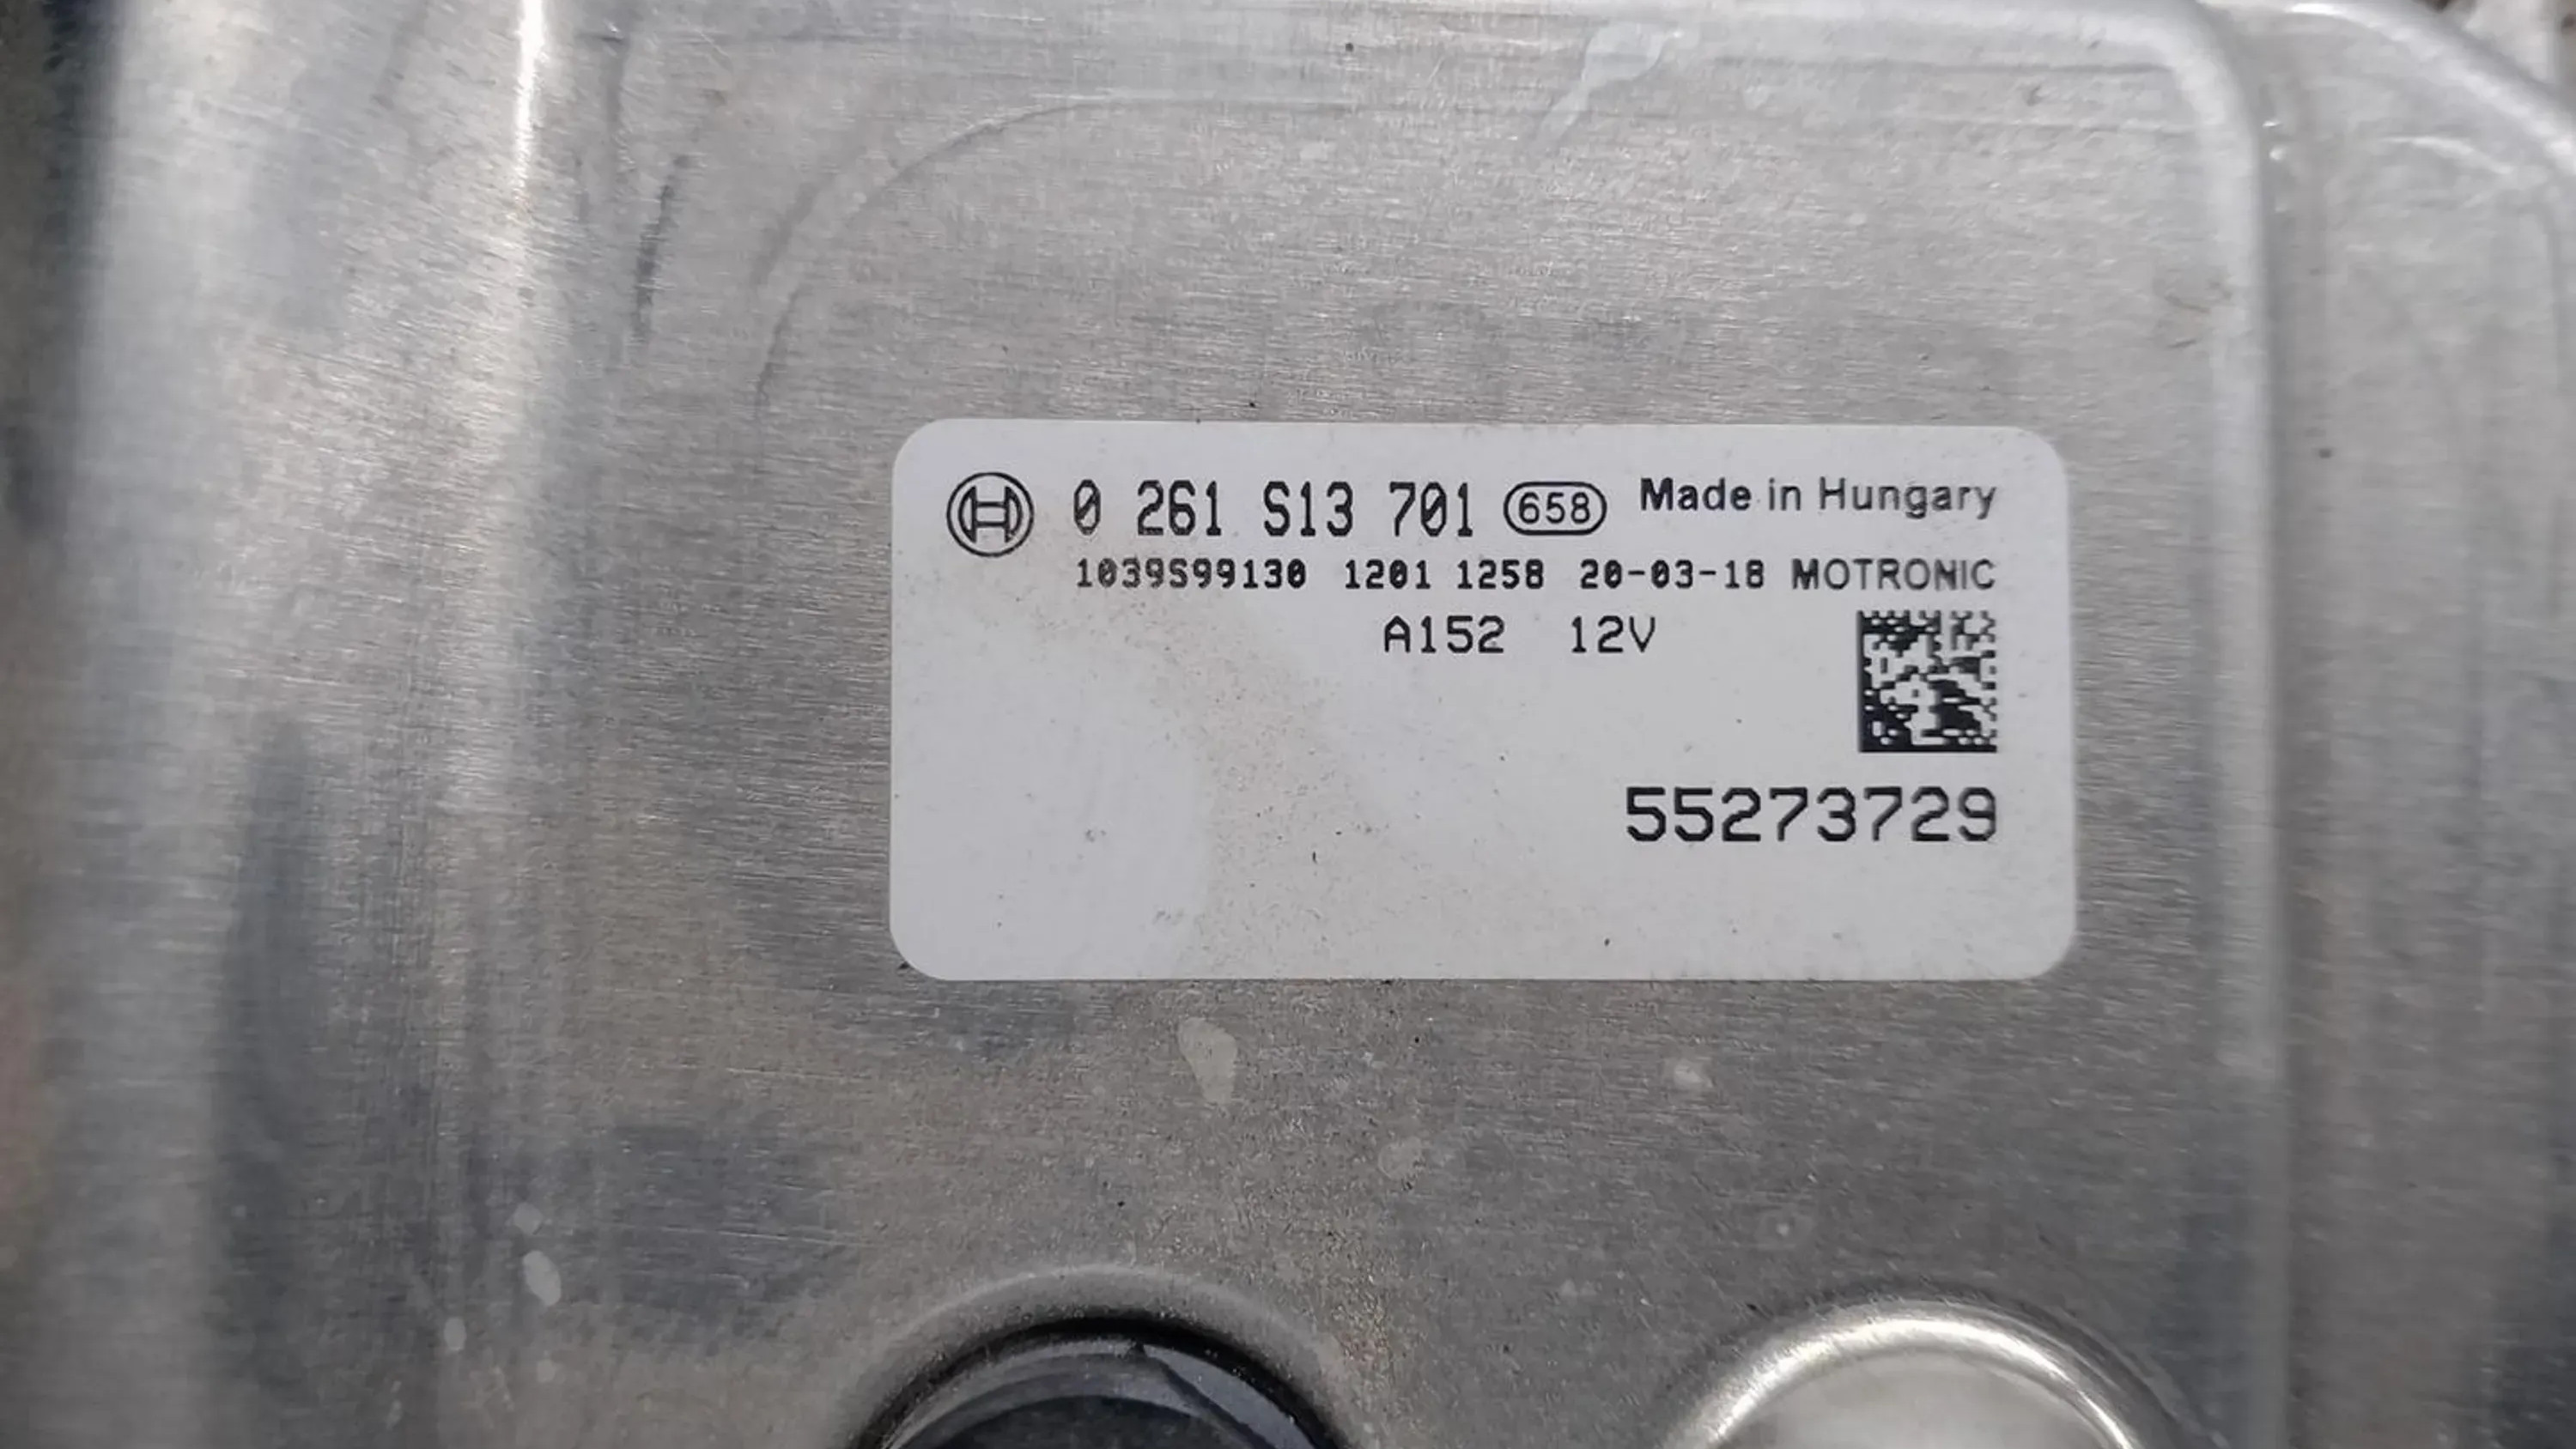 0 261 S13 701 658 Made in Hungary
1039S99130 1201 1258 20-03-18 MOTRONIC
A152 12V
55273729